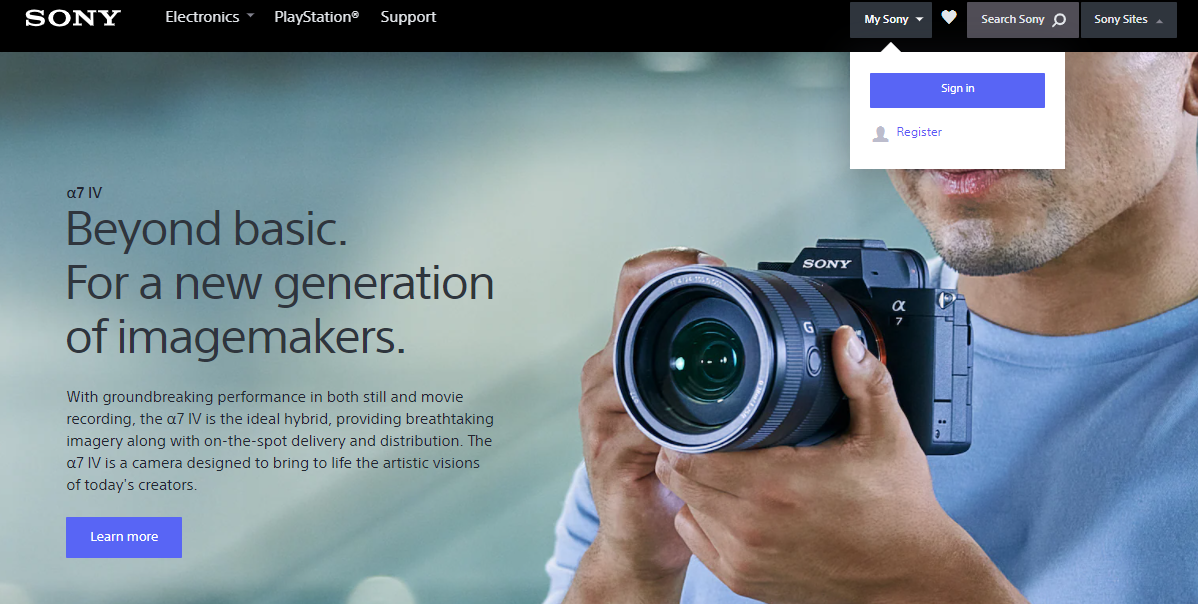 SONY
Electronics
PlayStation®
Support
My Sony
Search Sony
Sony Sites
Sign in
Register
α7 IV
Beyond basic.
For a new generation
of imagemakers.
With groundbreaking performance in both still and movie
recording, the α7 IV is the ideal hybrid, providing breathtaking
imagery along with on-the-spot delivery and distribution. The
α7 IV is a camera designed to bring to life the artistic visions
of today's creators.
Learn more
SONY
α
7
G